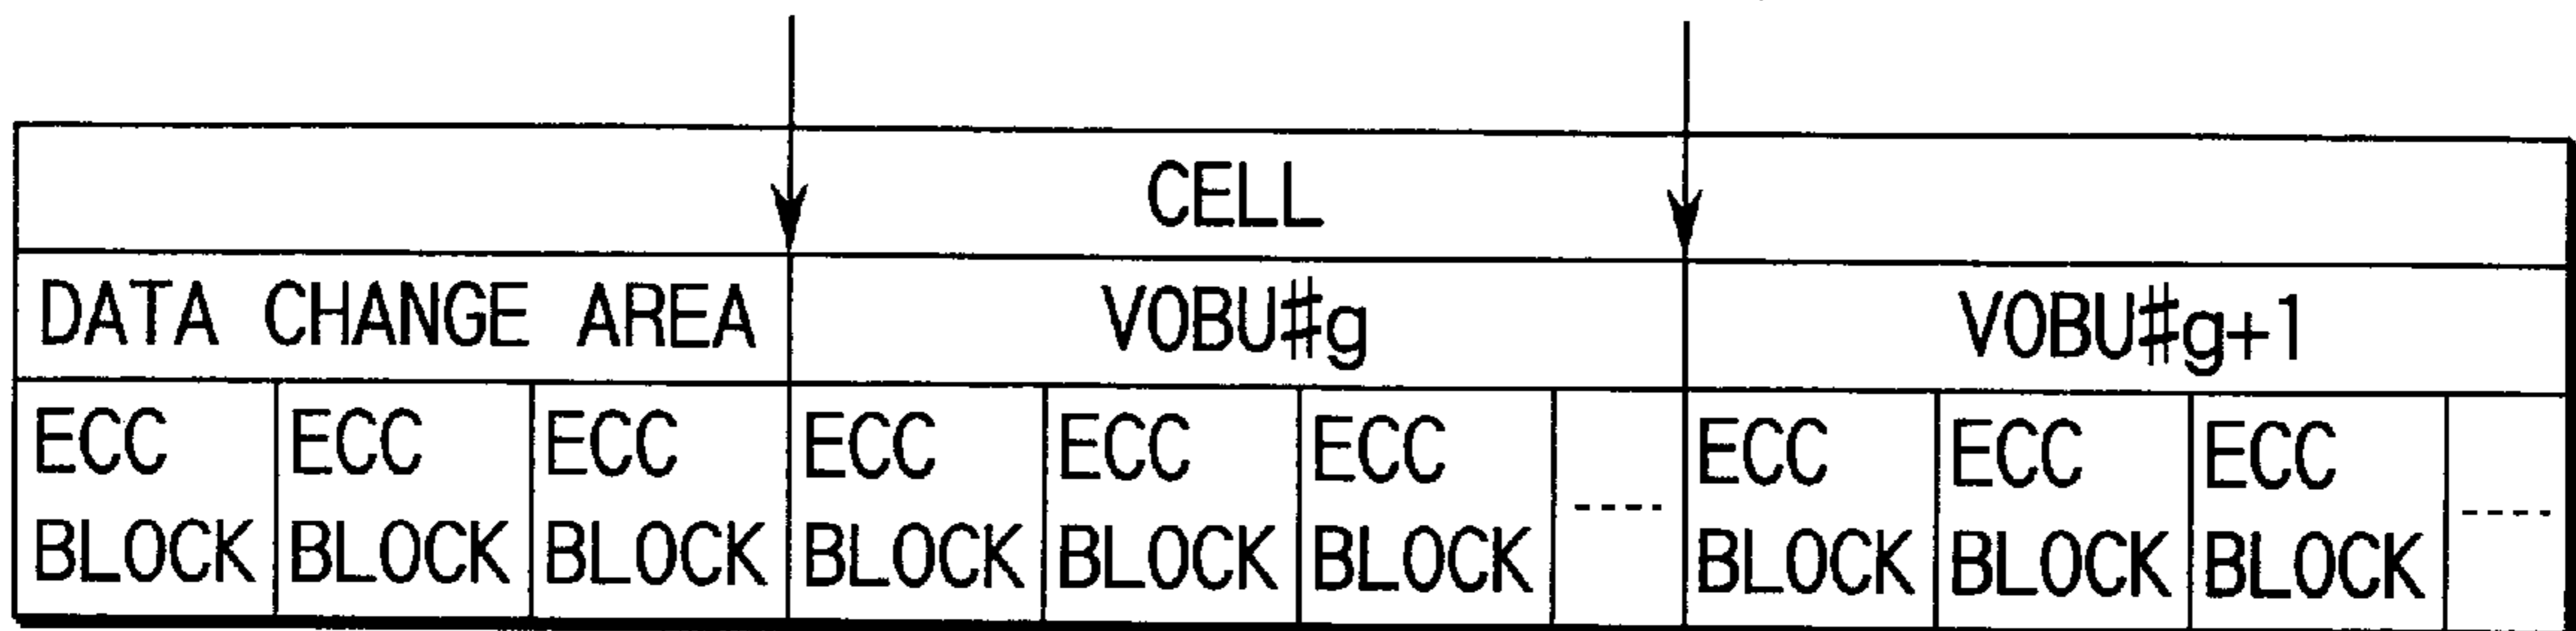 CELL
DATA CHANGE AREA VOBU#g VOBU#g+1
ECC ECC ECC ECC ECC ECC ---- ECC ECC ECC ----
BLOCK BLOCK BLOCK BLOCK BLOCK BLOCK BLOCK BLOCK BLOCK